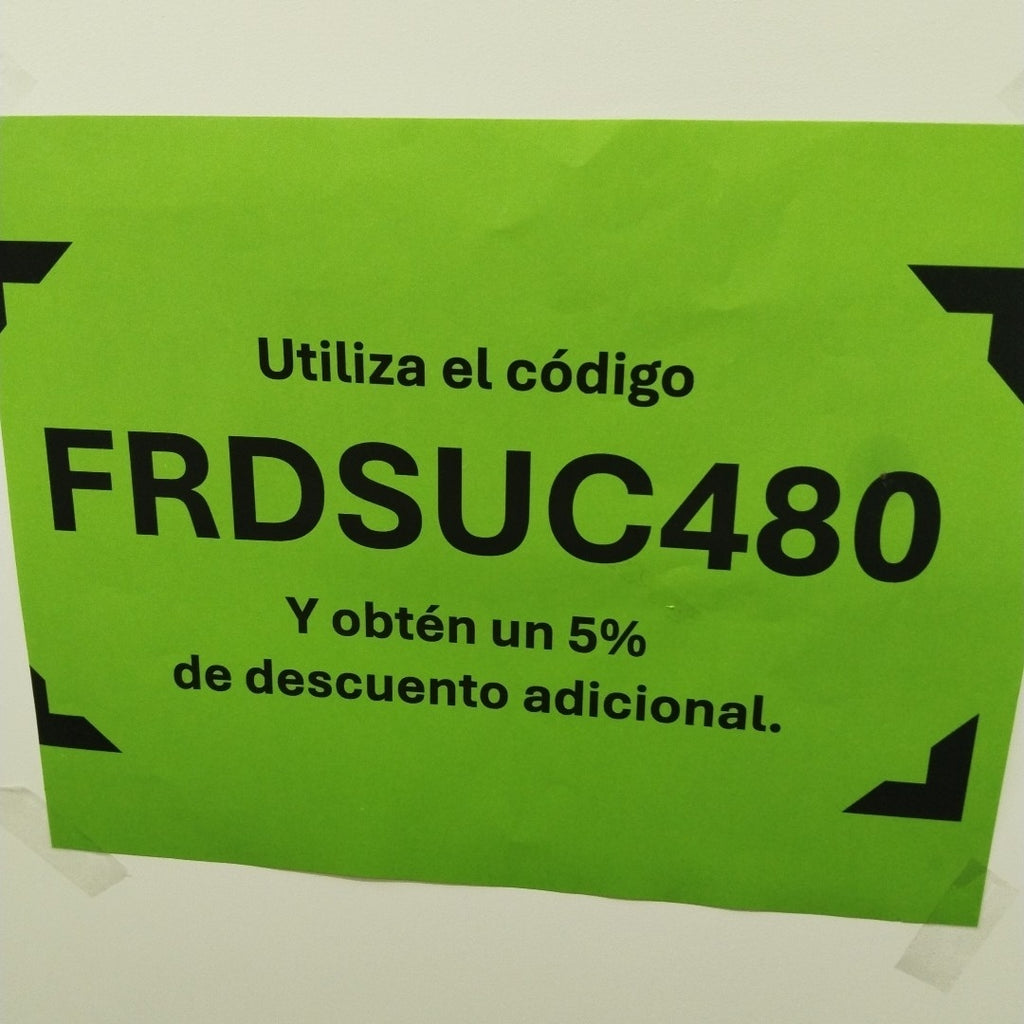 Utiliza el código
FRDSUC480
Y obtén un 5%
de descuento adicional.